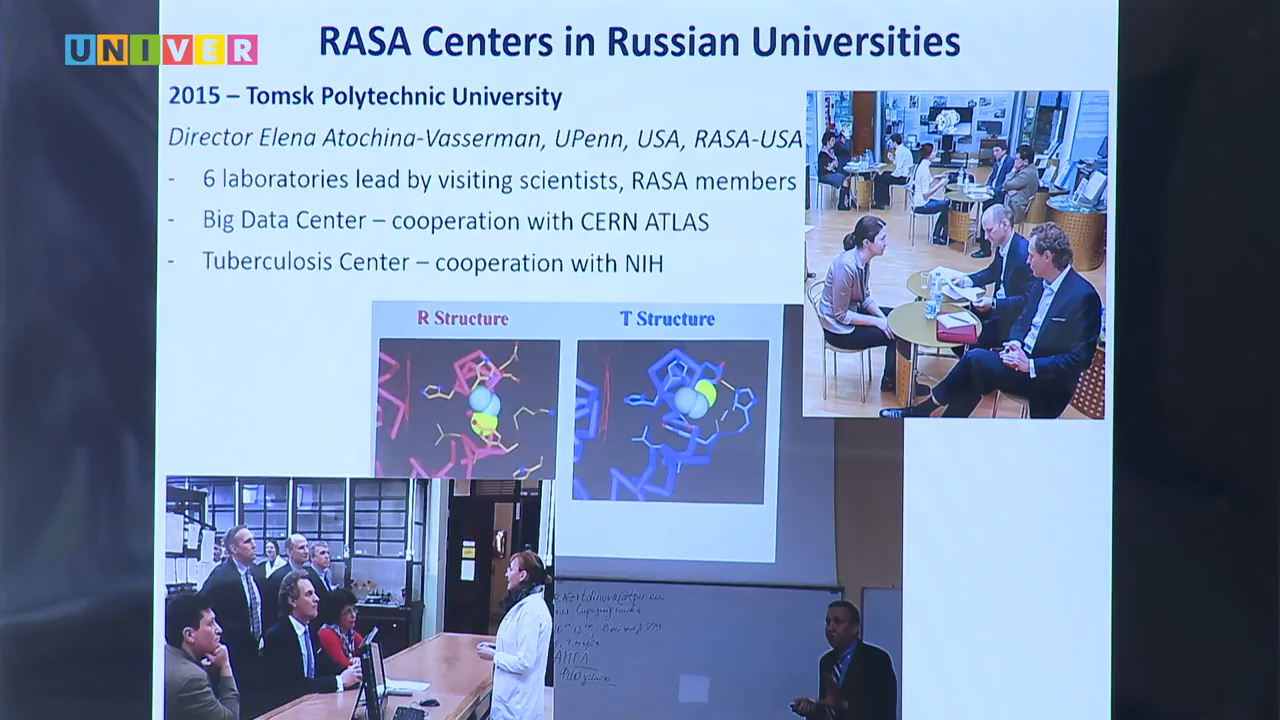 UNIVER
RASA Centers in Russian Universities
2015 – Tomsk Polytechnic University
Director Elena Atochina-Vasserman, UPenn, USA, RASA-USA
- 6 laboratories lead by visiting scientists, RASA members
- Big Data Center – cooperation with CERN ATLAS
- Tuberculosis Center – cooperation with NIH
R Structure
T Structure